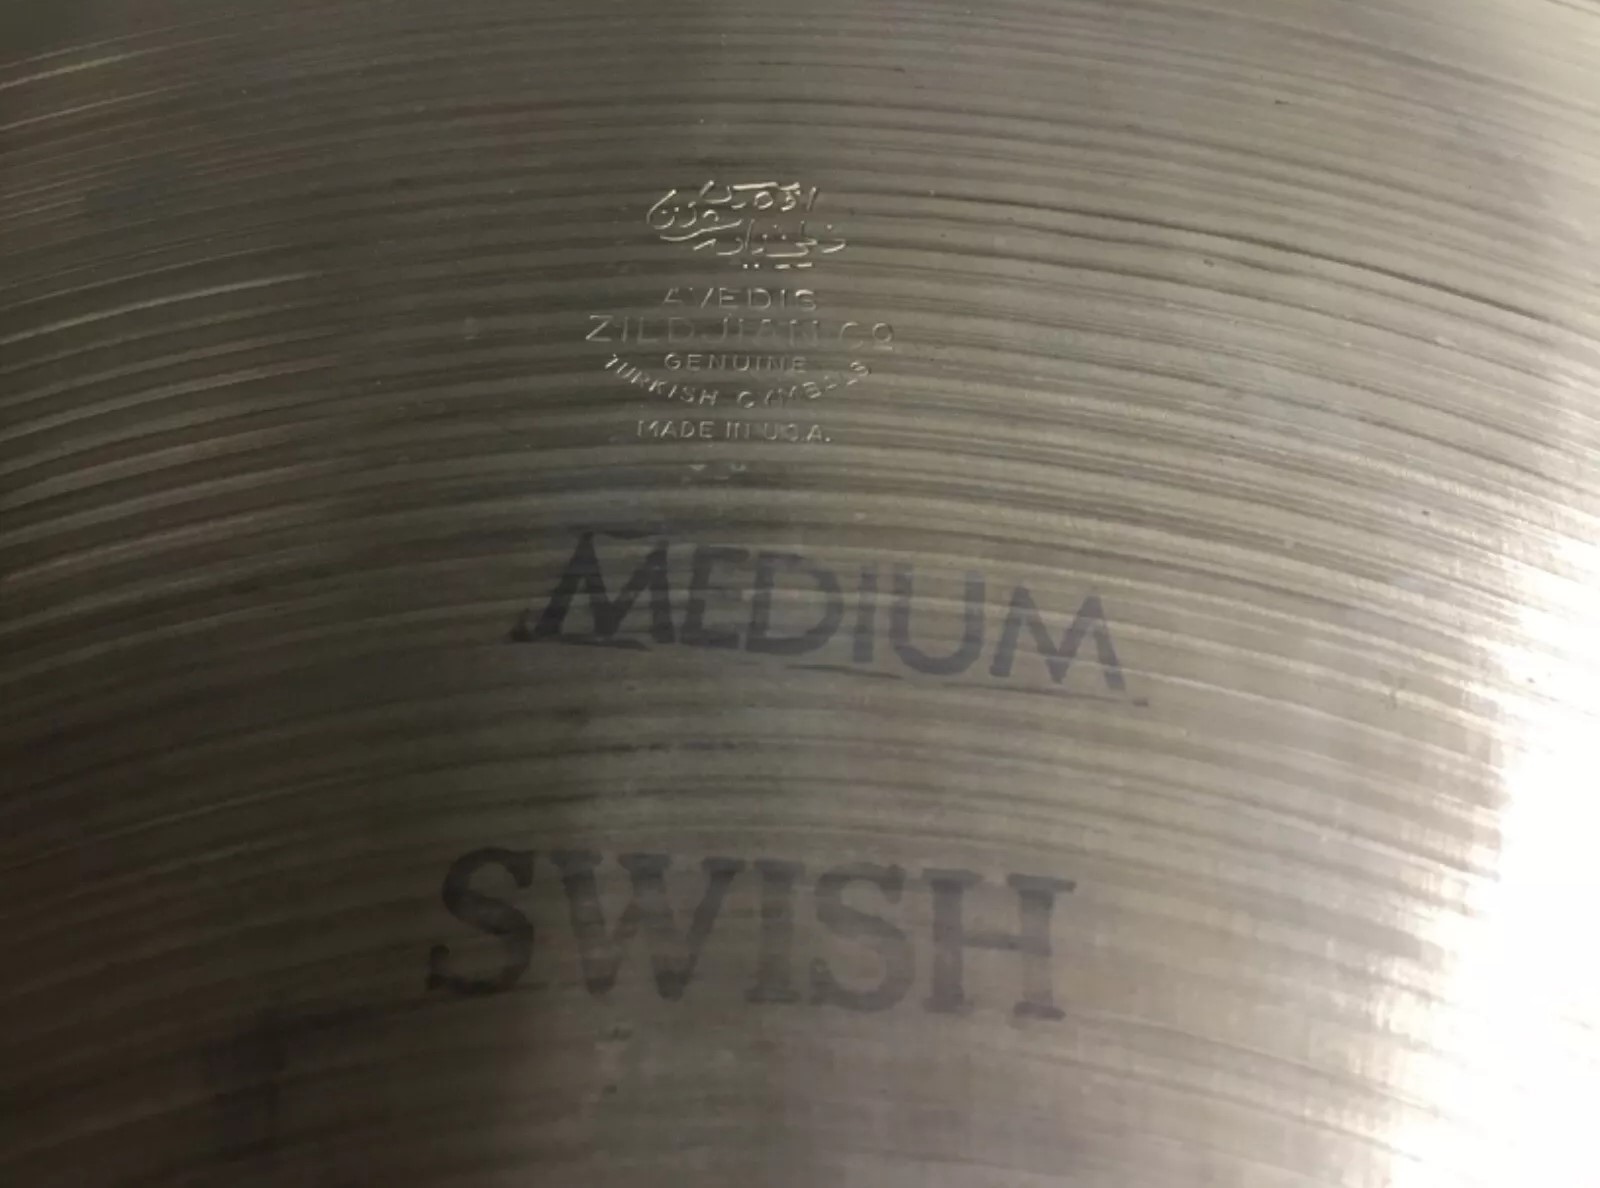 AVEDIS
ZILDJIAN CO
GENUINE
TURKISH CYMBALS
MADE IN U.S.A.
MEDIUM
SWISH